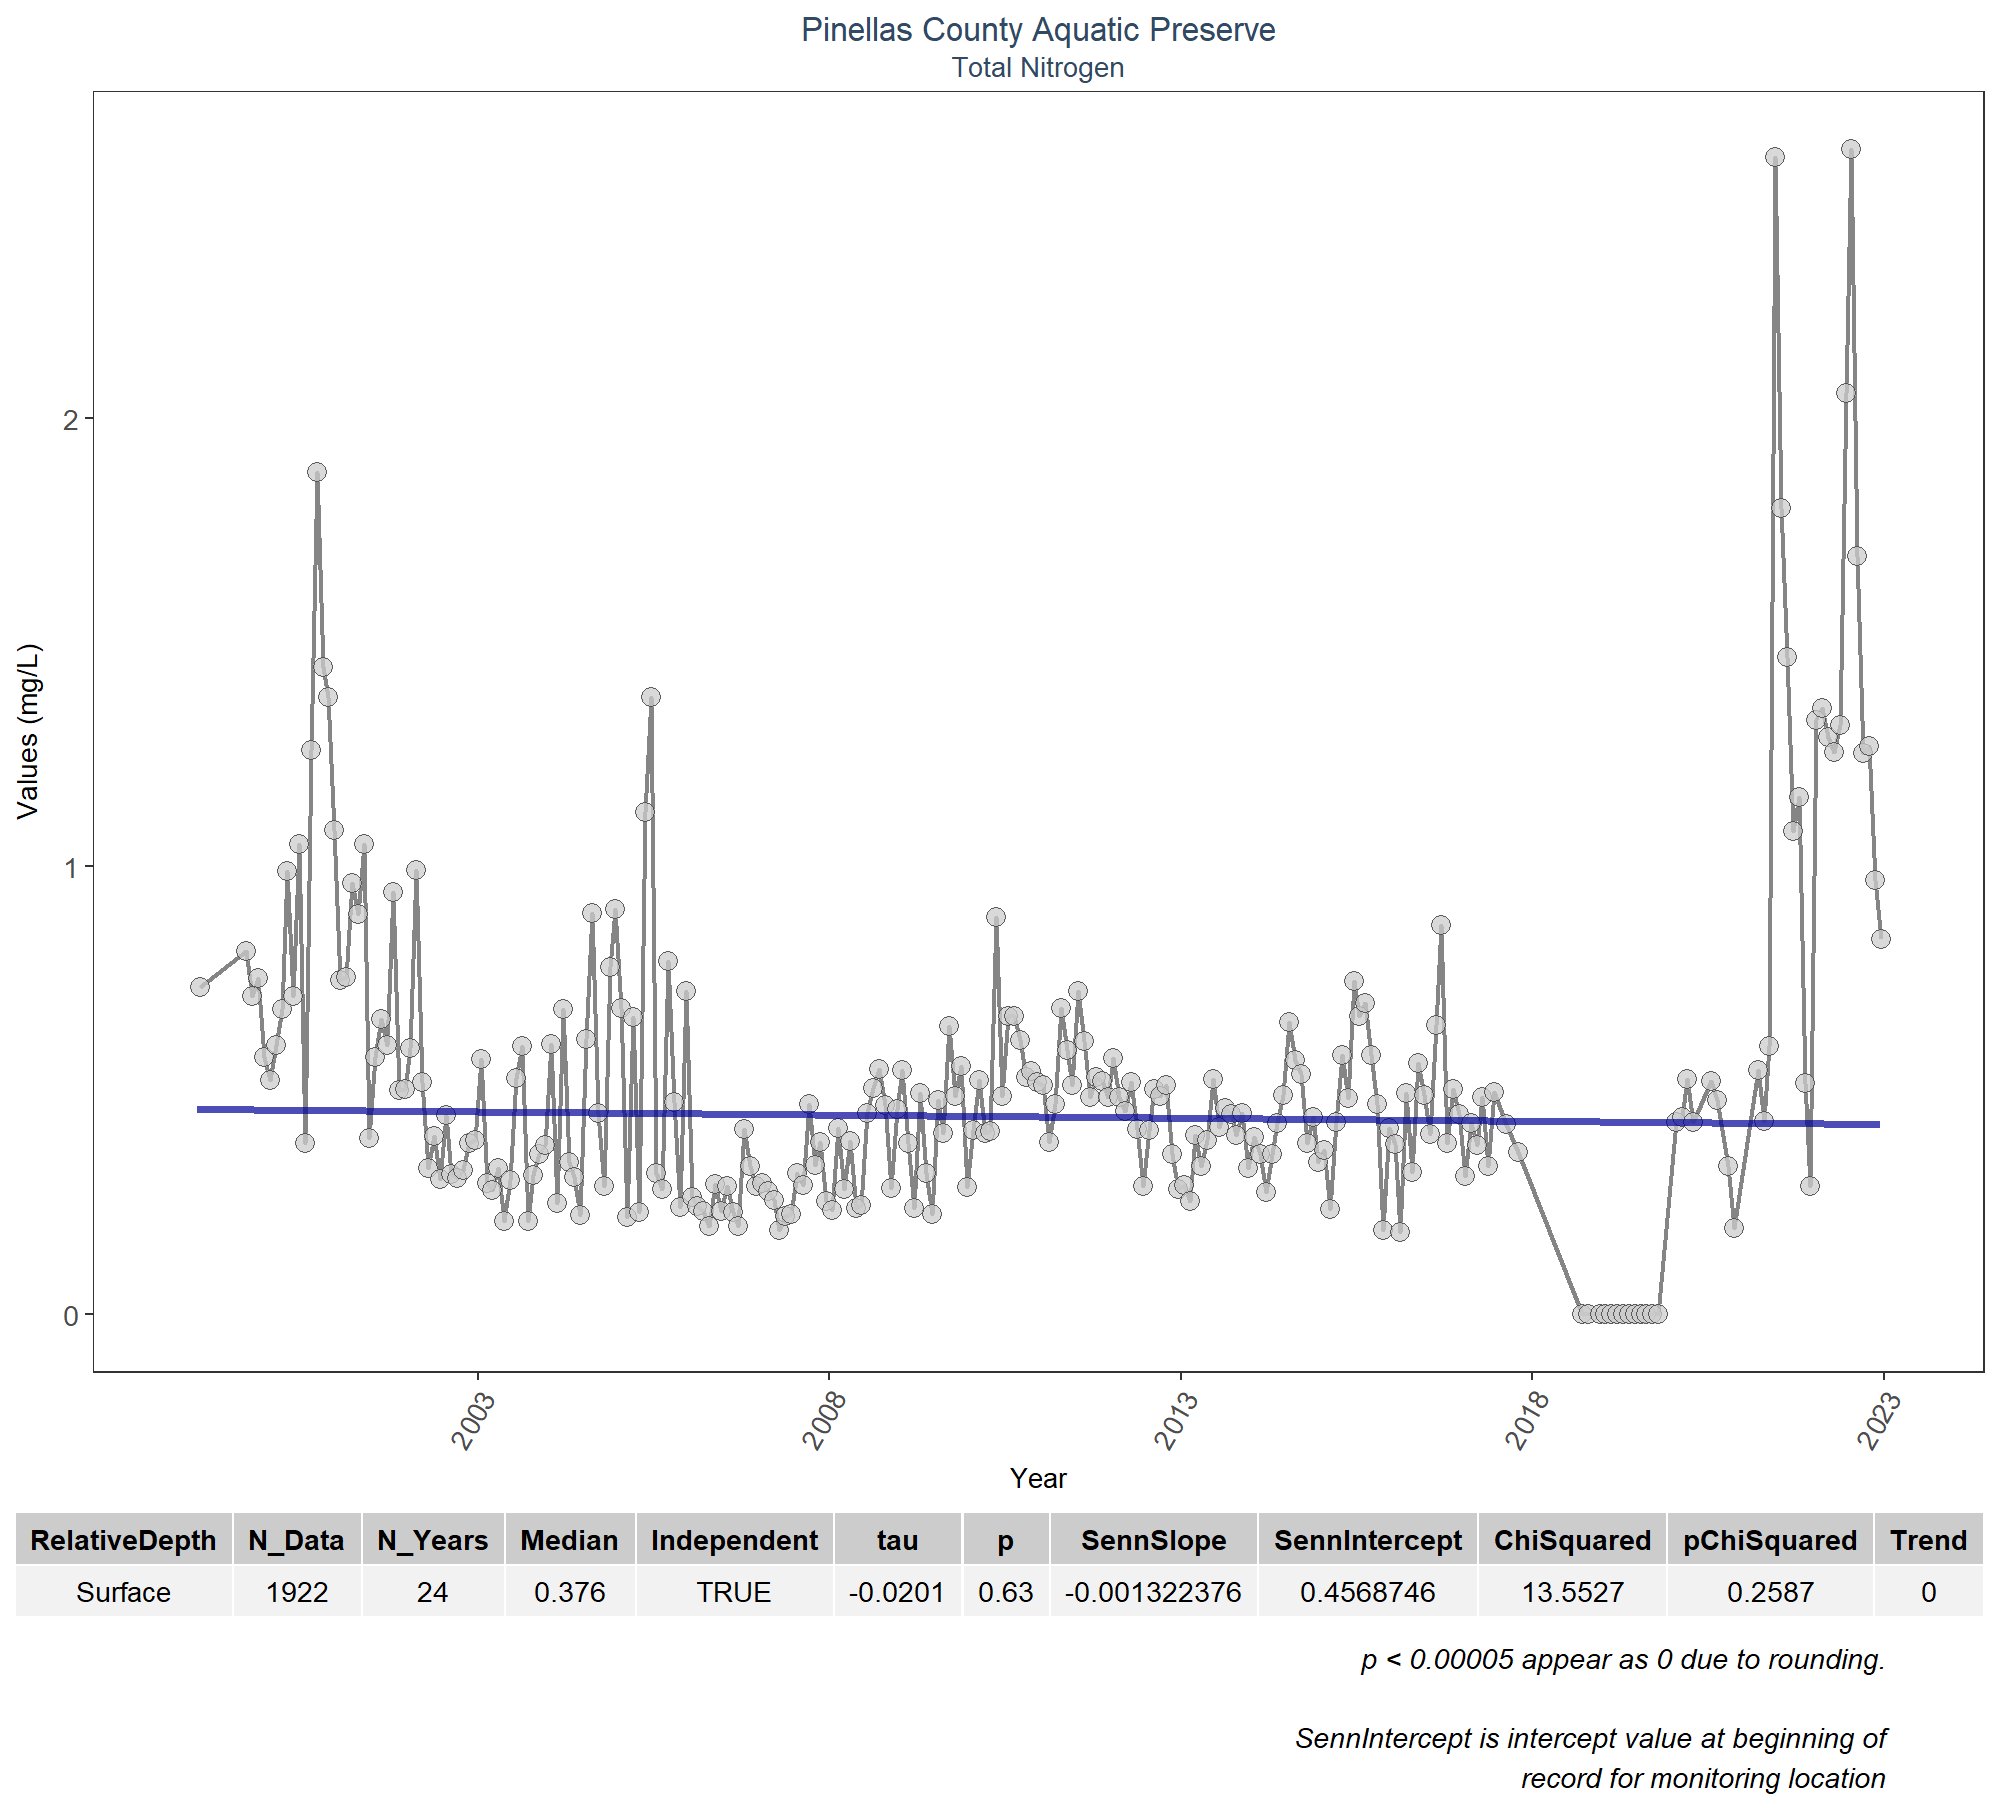 Pinellas County Aquatic Preserve
Total Nitrogen
Values (mg/L)
2
1
0
2003
2008
2013
2018
2023
Year
RelativeDepth N_Data N_Years Median Independent tau p SennSlope SennIntercept ChiSquared pChiSquared Trend
Surface 1922 24 0.376 TRUE -0.0201 0.63 -0.001322376 0.4568746 13.5527 0.2587 0
p < 0.00005 appear as 0 due to rounding.
SennIntercept is intercept value at beginning of
record for monitoring location